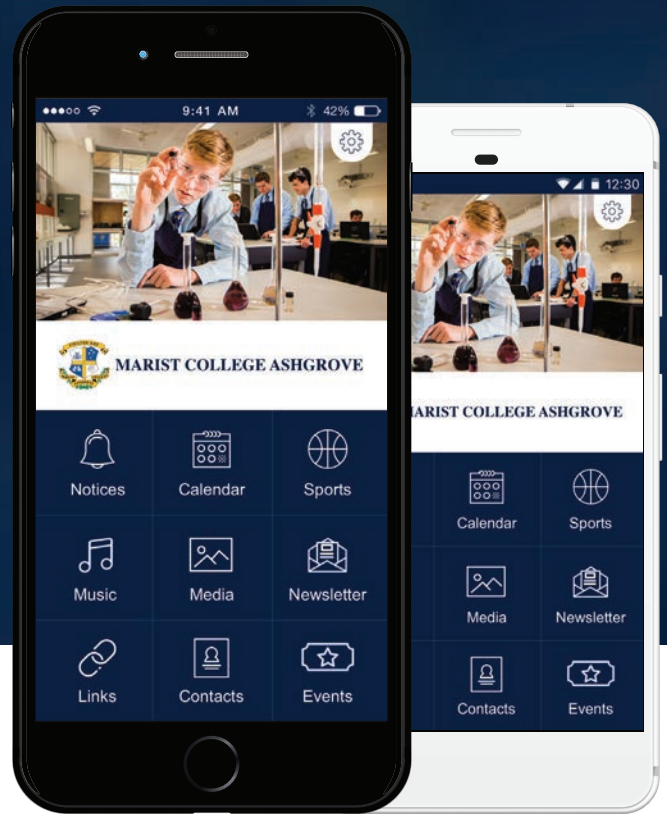 9:41 AM
42%
MARIST COLLEGE ASHGROVE
Notices
Calendar
Sports
Music
Media
Newsletter
Links
Contacts
Events
12:30
ARIST COLLEGE ASHGROVE
Calendar
Sports
Media
Newsletter
Contacts
Events